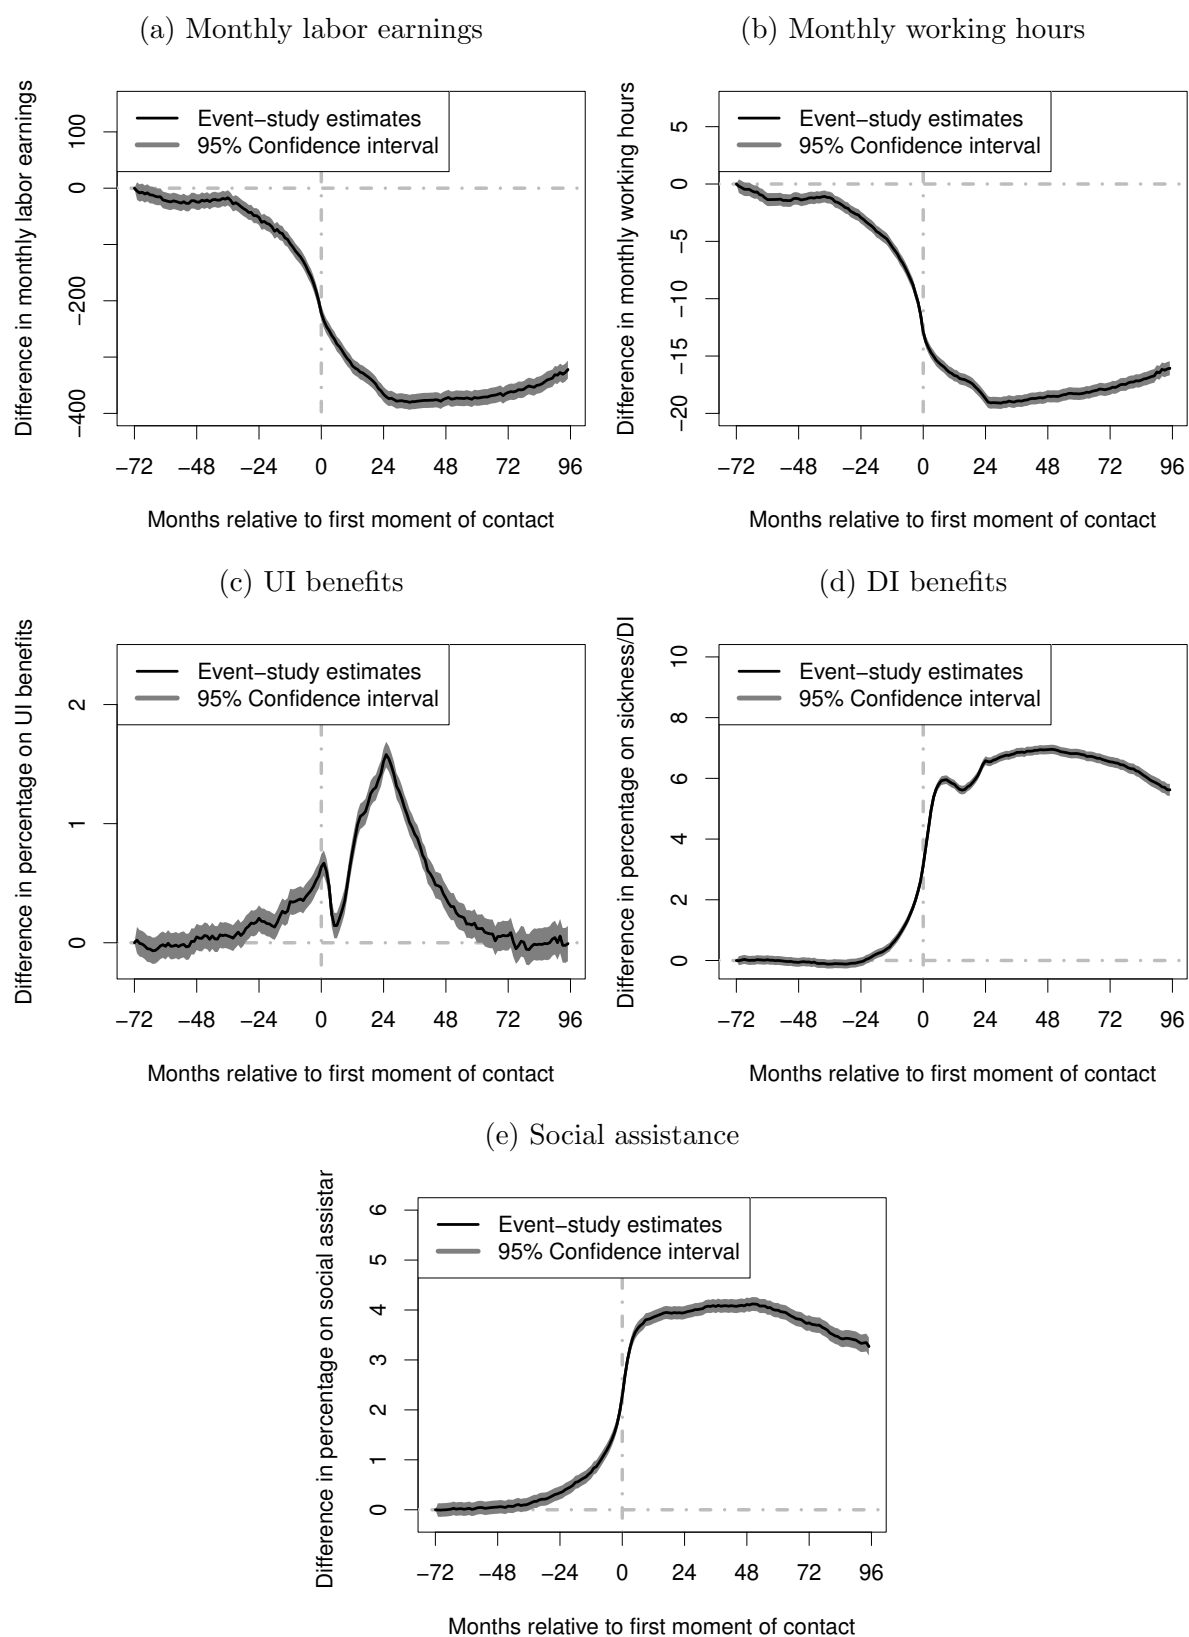 (a) Monthly labor earnings
Difference in monthly labor earnings
Event−study estimates
95% Confidence interval
100
0
−200
−400
−72 −48 −24 0 24 48 72 96
Months relative to first moment of contact
(b) Monthly working hours
Difference in monthly working hours
Event−study estimates
95% Confidence interval
5
0
−5
−10
−15
−20
−72 −48 −24 0 24 48 72 96
Months relative to first moment of contact
(c) UI benefits
Difference in percentage on UI benefits
Event−study estimates
95% Confidence interval
2
1
0
−72 −48 −24 0 24 48 72 96
Months relative to first moment of contact
(d) DI benefits
Difference in percentage on sickness/DI
Event−study estimates
95% Confidence interval
10
8
6
4
2
0
−72 −48 −24 0 24 48 72 96
Months relative to first moment of contact
(e) Social assistance
Difference in percentage on social assistar
Event−study estimates
95% Confidence interval
6
5
4
3
2
1
0
−72 −48 −24 0 24 48 72 96
Months relative to first moment of contact